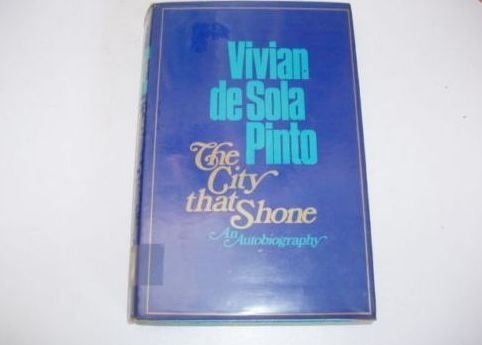 Vivian
de Sola
Pinto
The
City
that Shone
An Autobiography